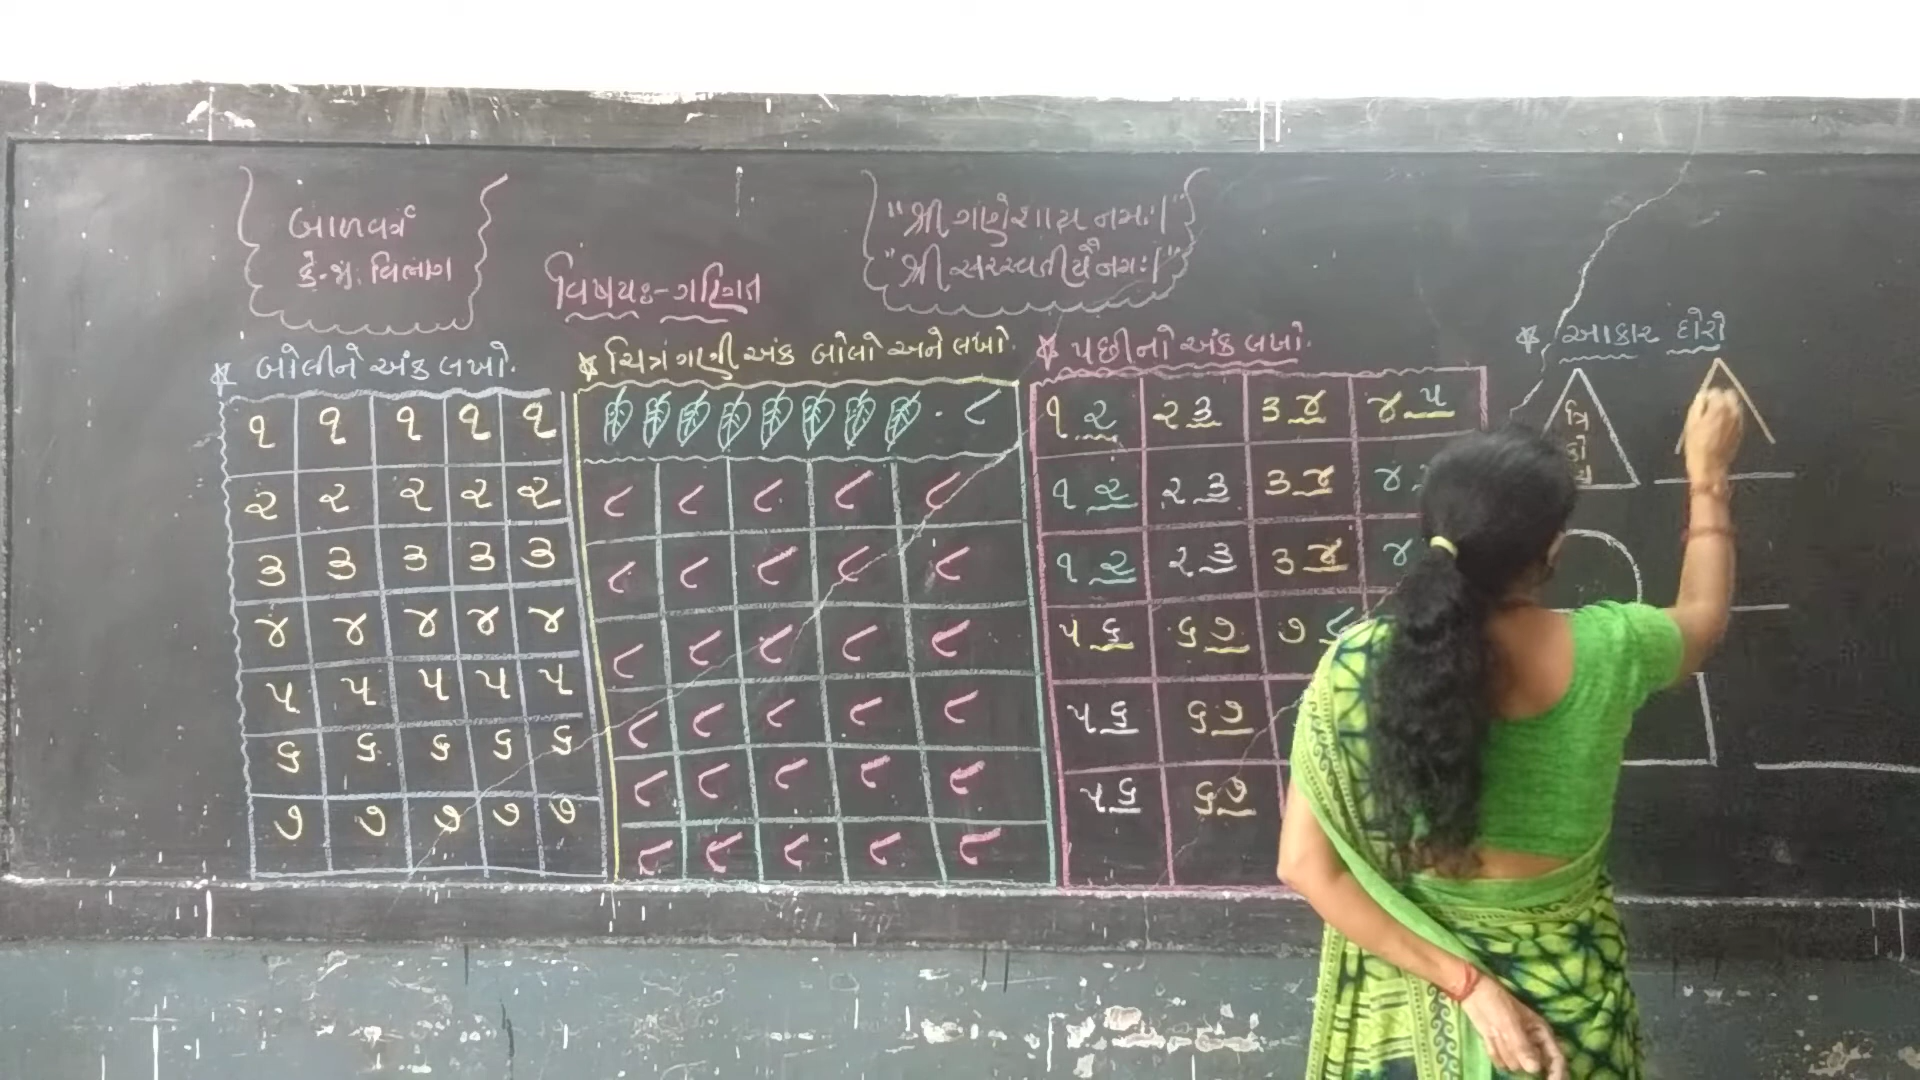 બાળવર્ગ
કે.જી. વિભાગ
"શ્રી ગણેશાય નમઃ।"
"શ્રી સરસ્વતીયૈ નમઃ।"
વિષયઃ- ગણિત
* બોલીને અંક લખો.
૧ ૧ ૧ ૧ ૧
૨ ૨ ૨ ૨ ૨
૩ ૩ ૩ ૩ ૩
૪ ૪ ૪ ૪ ૪
૫ ૫ ૫ ૫ ૫
૬ ૬ ૬ ૬ ૬
૭ ૭ ૭ ૭ ૭
* ચિત્ર ગણી અંક બોલો અને લખો.
- ૮
૮ ૮ ૮ ૮ ૮
૮ ૮ ૮ ૮ ૮
૮ ૮ ૮ ૮ ૮
૮ ૮ ૮ ૮ ૮
૮ ૮ ૮ ૮ ૮
૮ ૮ ૮ ૮ ૮
* પછીનો અંક લખો.
૧ ૨ ૨ ૩ ૩ ૪ ૪ ૫
૧ ૨ ૨ ૩ ૩ ૪ ૪
૧ ૨ ૨ ૩ ૩ ૪ ૪
૫ ૬ ૬ ૭ ૭ ૮
૫ ૬ ૬ ૭
૫ ૬ ૬ ૭
* આકાર દોરો
ત્રિ
કો
ણ